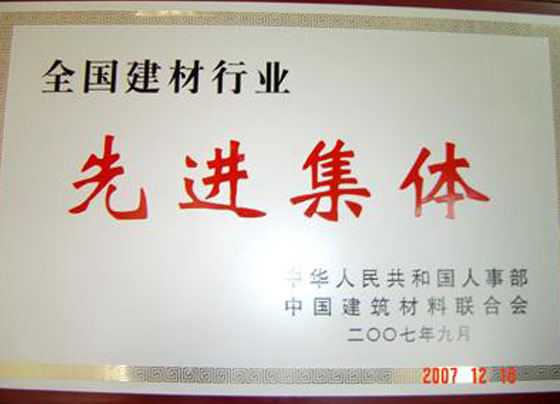 全国建材行业
先进集体
中华人民共和国人事部
中国建筑材料联合会
二〇〇七年九月
2007 12 18